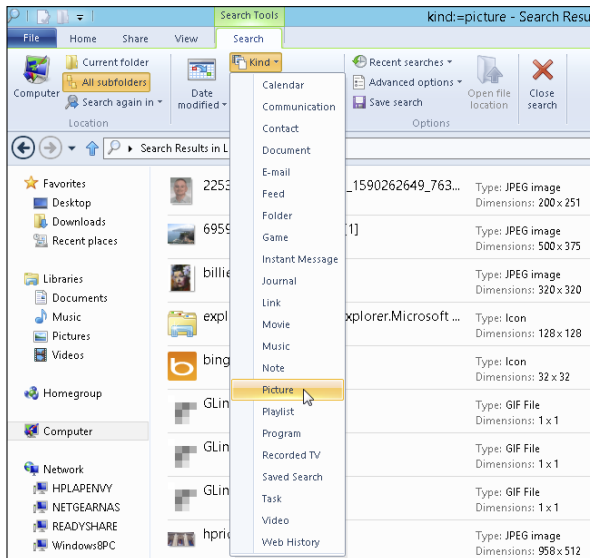 Search Tools
kind:=picture - Search Resu
File Home Share View Search
Computer
Current folder
All subfolders
Search again in
Location
Date modified
Kind
Recent searches
Advanced options
Save search
Options
Open file location
Close search
Search Results in L
Calendar
Communication
Contact
Document
E-mail
Feed
Folder
Game
Instant Message
Journal
Link
Movie
Music
Note
Picture
Playlist
Program
Recorded TV
Saved Search
Task
Video
Web History
Favorites
Desktop
Downloads
Recent places
Libraries
Documents
Music
Pictures
Videos
Homegroup
Computer
Network
HPLAPENVY
NETGEARNAS
READYSHARE
Windows8PC
2253 _1590262649_763... Type: JPEG image
Dimensions: 200 x 251
6959 [1] Type: JPEG image
Dimensions: 500 x 375
billie Type: JPEG image
Dimensions: 320 x 320
expl xplorer.Microsoft ... Type: Icon
Dimensions: 128 x 128
bing Type: Icon
Dimensions: 32 x 32
GLin Type: GIF File
Dimensions: 1 x 1
GLin Type: GIF File
Dimensions: 1 x 1
GLin Type: GIF File
Dimensions: 1 x 1
hpric Type: JPEG image
Dimensions: 958 x 512